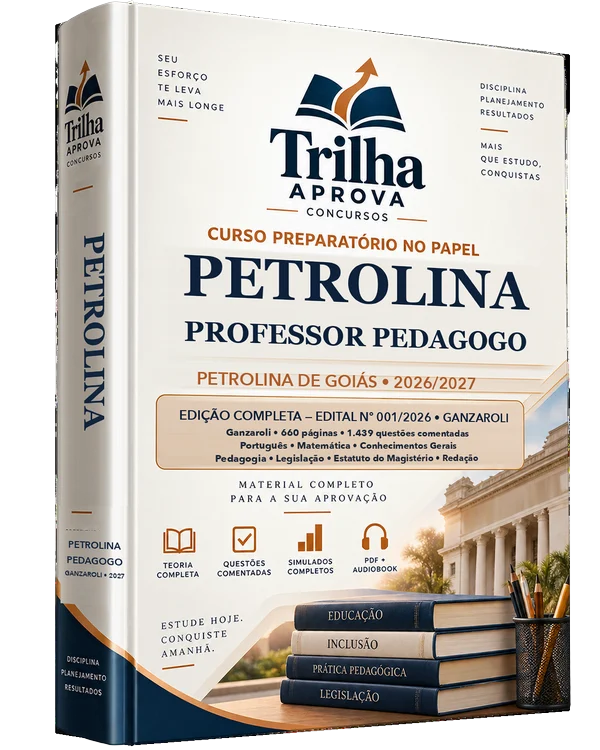 Trilha
APROVA
CONCURSOS
PETROLINA
PETROLINA
PEDAGOGO
GANZAROLI • 2027
DISCIPLINA
PLANEJAMENTO
RESULTADOS
SEU
ESFORÇO
TE LEVA
MAIS LONGE
DISCIPLINA
PLANEJAMENTO
RESULTADOS
MAIS
QUE ESTUDO,
CONQUISTAS
Trilha
APROVA
CONCURSOS
CURSO PREPARATÓRIO NO PAPEL
PETROLINA
PROFESSOR PEDAGOGO
PETROLINA DE GOIÁS • 2026/2027
EDIÇÃO COMPLETA – EDITAL Nº 001/2026 • GANZAROLI
Ganzaroli • 660 páginas • 1.439 questões comentadas
Português • Matemática • Conhecimentos Gerais
Pedagogia • Legislação • Estatuto do Magistério • Redação
MATERIAL COMPLETO
PARA A SUA APROVAÇÃO
TEORIA
COMPLETA
QUESTÕES
COMENTADAS
SIMULADOS
COMPLETOS
PDF •
AUDIOBOOK
ESTUDE HOJE.
CONQUISTE
AMANHÃ.
EDUCAÇÃO
INCLUSÃO
PRÁTICA PEDAGÓGICA
LEGISLAÇÃO